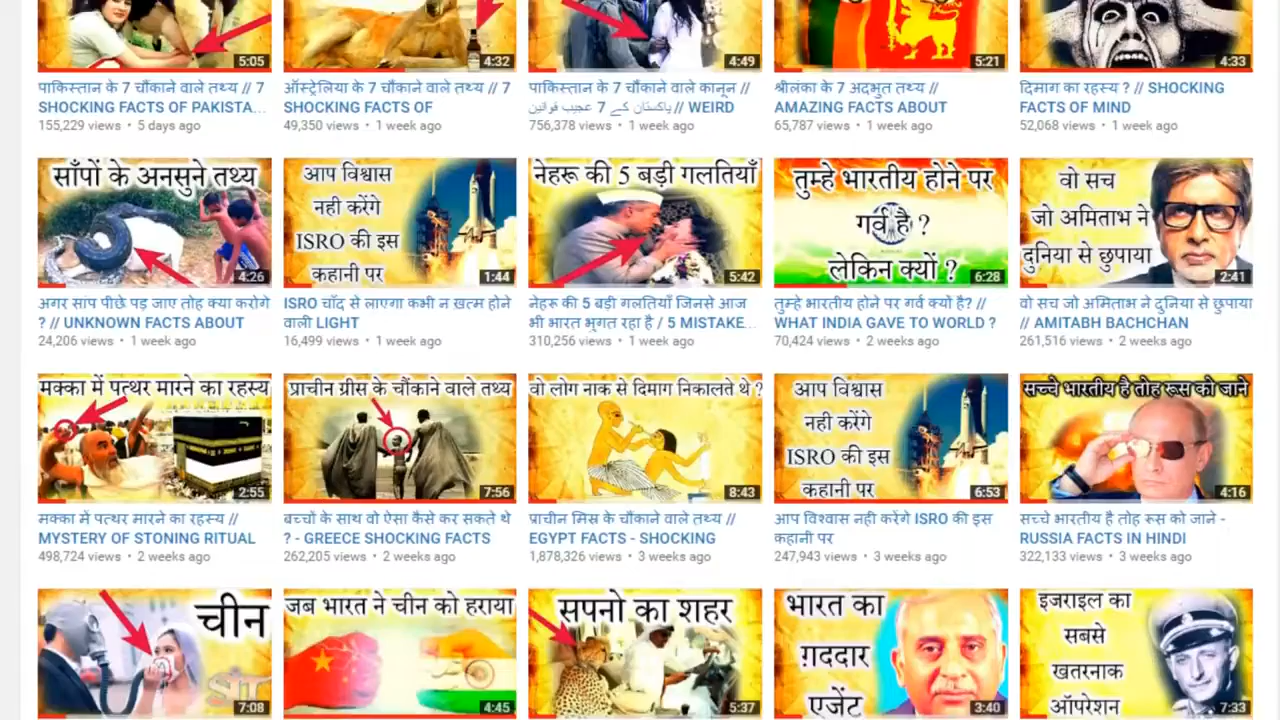 5:05
4:32
4:49
5:21
4:33
पाकिस्तान के 7 चौंकाने वाले तथ्य // 7
SHOCKING FACTS OF PAKISTA...
155,229 views • 5 days ago
ऑस्ट्रेलिया के 7 चौंकाने वाले तथ्य // 7
SHOCKING FACTS OF
49,350 views • 1 week ago
पाकिस्तान के 7 चौंकाने वाले कानून //
پاکستان کے 7 عجیب قوانین // WEIRD
756,378 views • 1 week ago
श्रीलंका के 7 अदभुत तथ्य //
AMAZING FACTS ABOUT
65,787 views • 1 week ago
दिमाग का रहस्य ? // SHOCKING
FACTS OF MIND
52,068 views • 1 week ago
साँपों के अनसुने तथ्य
4:26
आप विश्वास
नही करेंगे
ISRO की इस
कहानी पर
1:44
नेहरू की 5 बड़ी गलतियाँ
5:42
तुम्हे भारतीय होने पर
गर्व है ?
लेकिन क्यों ?
6:28
वो सच
जो अमिताभ ने
दुनिया से छुपाया
2:41
अगर सांप पीछे पड़ जाए तोह क्या करोगे
? // UNKNOWN FACTS ABOUT
24,206 views • 1 week ago
ISRO चाँद से लाएगा कभी न ख़त्म होने
वाली LIGHT
16,499 views • 1 week ago
नेहरू की 5 बड़ी गलतियाँ जिनसे आज
भी भारत भुगत रहा है / 5 MISTAKE...
310,256 views • 1 week ago
तुम्हे भारतीय होने पर गर्व क्यों है? //
WHAT INDIA GAVE TO WORLD ?
70,424 views • 2 weeks ago
वो सच जो अमिताभ ने दुनिया से छुपाया
// AMITABH BACHCHAN
261,516 views • 2 weeks ago
मक्का में पत्थर मारने का रहस्य
2:55
प्राचीन ग्रीस के चौंकाने वाले तथ्य
7:56
वो लोग नाक से दिमाग निकालते थे ?
8:43
आप विश्वास
नही करेंगे
ISRO की इस
कहानी पर
6:53
सच्चे भारतीय है तोह रूस को जाने
4:16
मक्का में पत्थर मारने का रहस्य //
MYSTERY OF STONING RITUAL
498,724 views • 2 weeks ago
बच्चों के साथ वो ऐसा कैसे कर सकते थे
? - GREECE SHOCKING FACTS
262,205 views • 2 weeks ago
प्राचीन मिस्र के चौंकाने वाले तथ्य //
EGYPT FACTS - SHOCKING
1,878,326 views • 3 weeks ago
आप विश्वास नही करेंगे ISRO की इस
कहानी पर
247,943 views • 3 weeks ago
सच्चे भारतीय है तोह रूस को जाने -
RUSSIA FACTS IN HINDI
322,133 views • 3 weeks ago
चीन
7:08
जब भारत ने चीन को हराया
4:45
सपनो का शहर
5:37
भारत का
ग़ददार
एजेंट
3:40
इजराइल का
सबसे
खतरनाक
ऑपरेशन
7:33